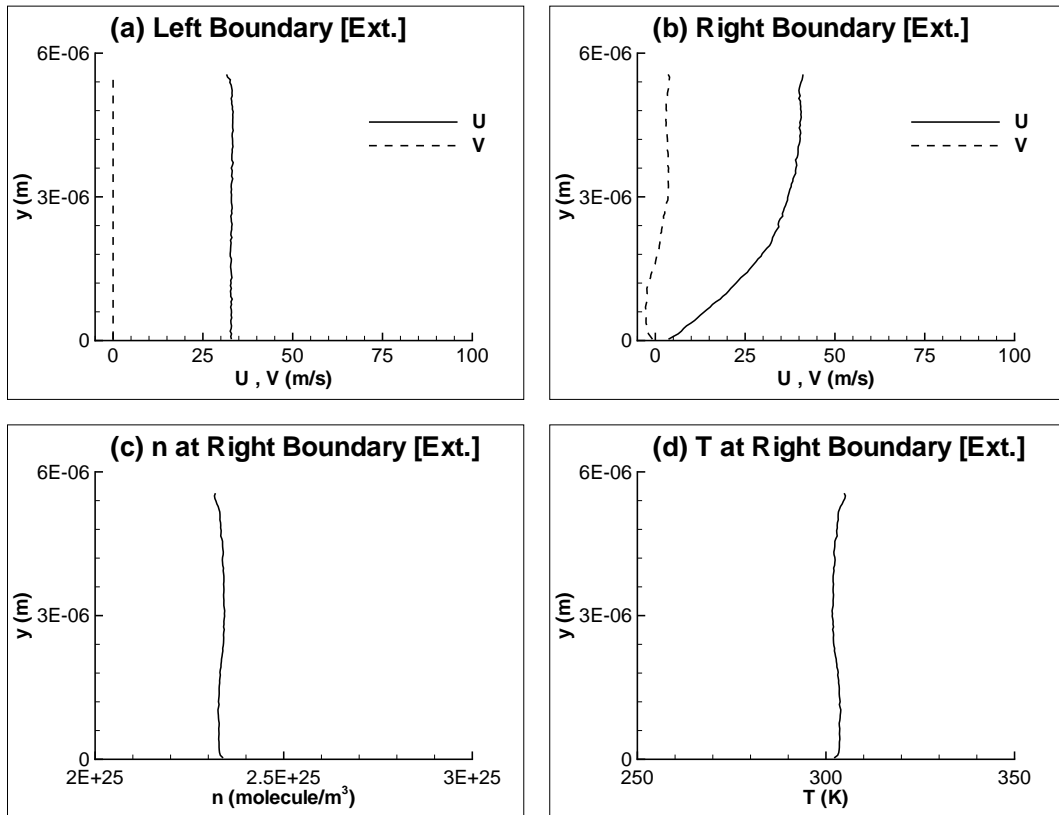 (a) Left Boundary [Ext.]
6E-06
3E-06
0
y (m)
U
V
0 25 50 75 100
U , V (m/s)
(b) Right Boundary [Ext.]
6E-06
3E-06
0
y (m)
U
V
0 25 50 75 100
U , V (m/s)
(c) n at Right Boundary [Ext.]
6E-06
3E-06
0
y (m)
2E+25 2.5E+25 3E+25
n (molecule/m³)
(d) T at Right Boundary [Ext.]
6E-06
3E-06
0
y (m)
250 300 350
T (K)